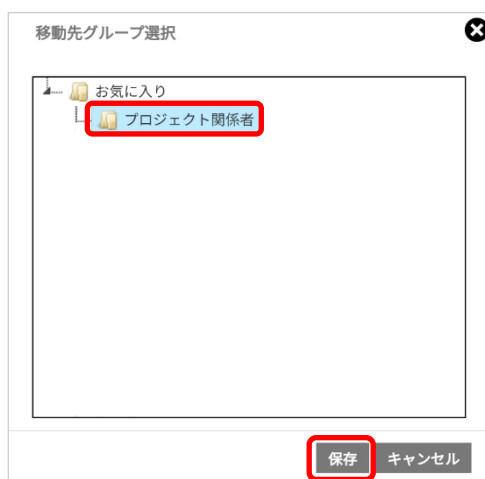 移動先グループ選択
お気に入り
プロジェクト関係者
保存 キャンセル